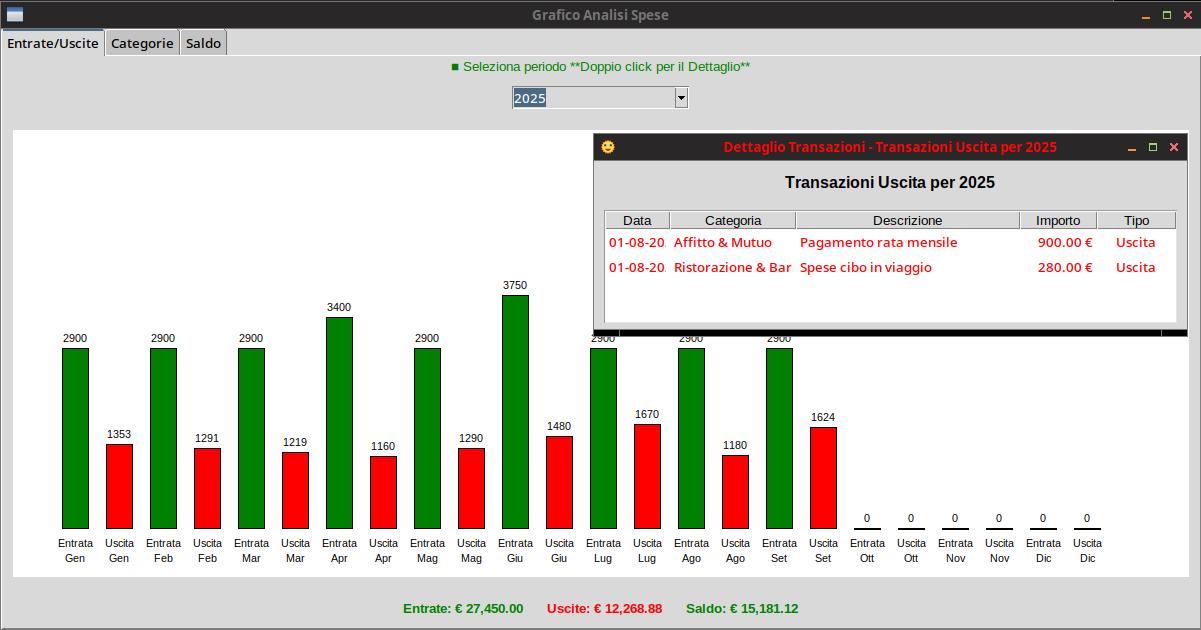 Grafico Analisi Spese
Entrate/Uscite Categorie Saldo
■ Seleziona periodo **Doppio click per il Dettaglio**
2025
Dettaglio Transazioni - Transazioni Uscita per 2025
Transazioni Uscita per 2025
Data Categoria Descrizione Importo Tipo
01-08-20 Affitto & Mutuo Pagamento rata mensile 900.00 € Uscita
01-08-20 Ristorazione & Bar Spese cibo in viaggio 280.00 € Uscita
2900 1353 2900 1291 2900 1219 3400 1160 2900 1290 3750 1480 2900 1670 2900 1180 2900 1624 0 0 0 0 0 0
Entrata Uscita Entrata Uscita Entrata Uscita Entrata Uscita Entrata Uscita Entrata Uscita Entrata Uscita Entrata Uscita Entrata Uscita Entrata Uscita Entrata Uscita Entrata Uscita
Gen Gen Feb Feb Mar Mar Apr Apr Mag Mag Giu Giu Lug Lug Ago Ago Set Set Ott Ott Nov Nov Dic Dic
Entrate: € 27,450.00 Uscite: € 12,268.88 Saldo: € 15,181.12